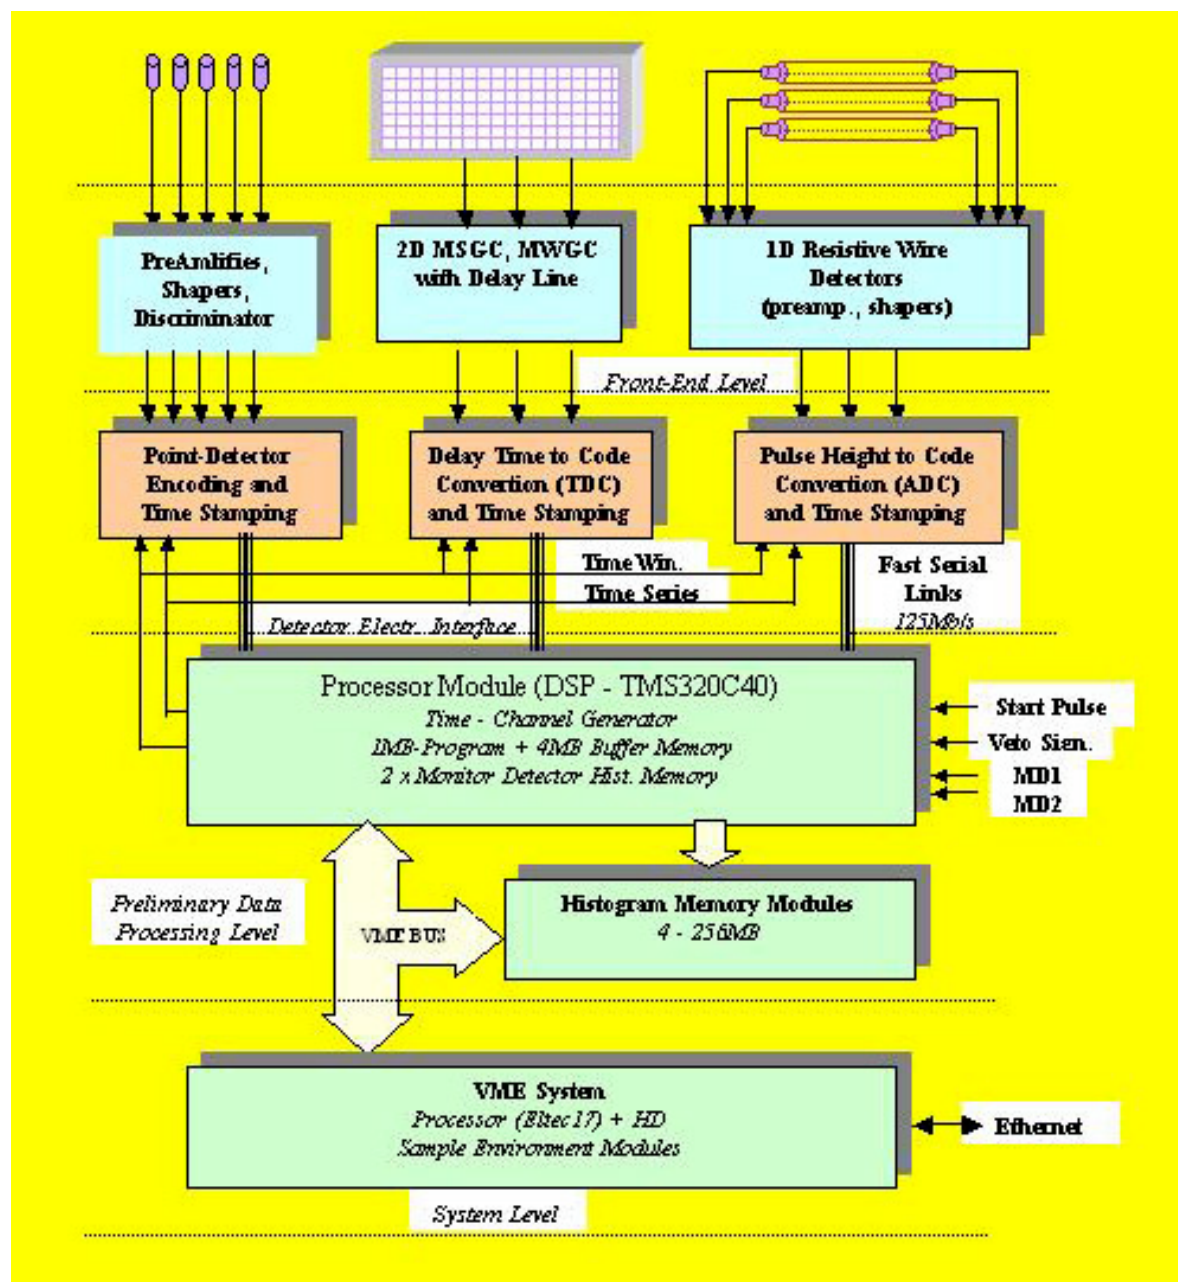 PreAmlifies,
Shapers,
Discriminator
2D MSGC, MWGC
with Delay Line
1D Resistive Wire
Detectors
(preamp., shapers)
Front-End Level
Point-Detector
Encoding and
Time Stamping
Delay Time to Code
Convertion (TDC)
and Time Stamping
Pulse Height to Code
Convertion (ADC)
and Time Stamping
Time Win.
Time Series
Fast Serial
Links
125Mb/s
Detector Electr. Interface
Processor Module (DSP - TMS320C40)
Time - Channel Generator
1MB-Program + 4MB Buffer Memory
2 x Monitor Detector Hist. Memory
Start Pulse
Veto Sign.
MD1
MD2
Preliminary Data
Processing Level
VME BUS
Histogram Memory Modules
4 - 256MB
VME System
Processor (Eltec17) + HD
Sample Environment Modules
Ethernet
System Level